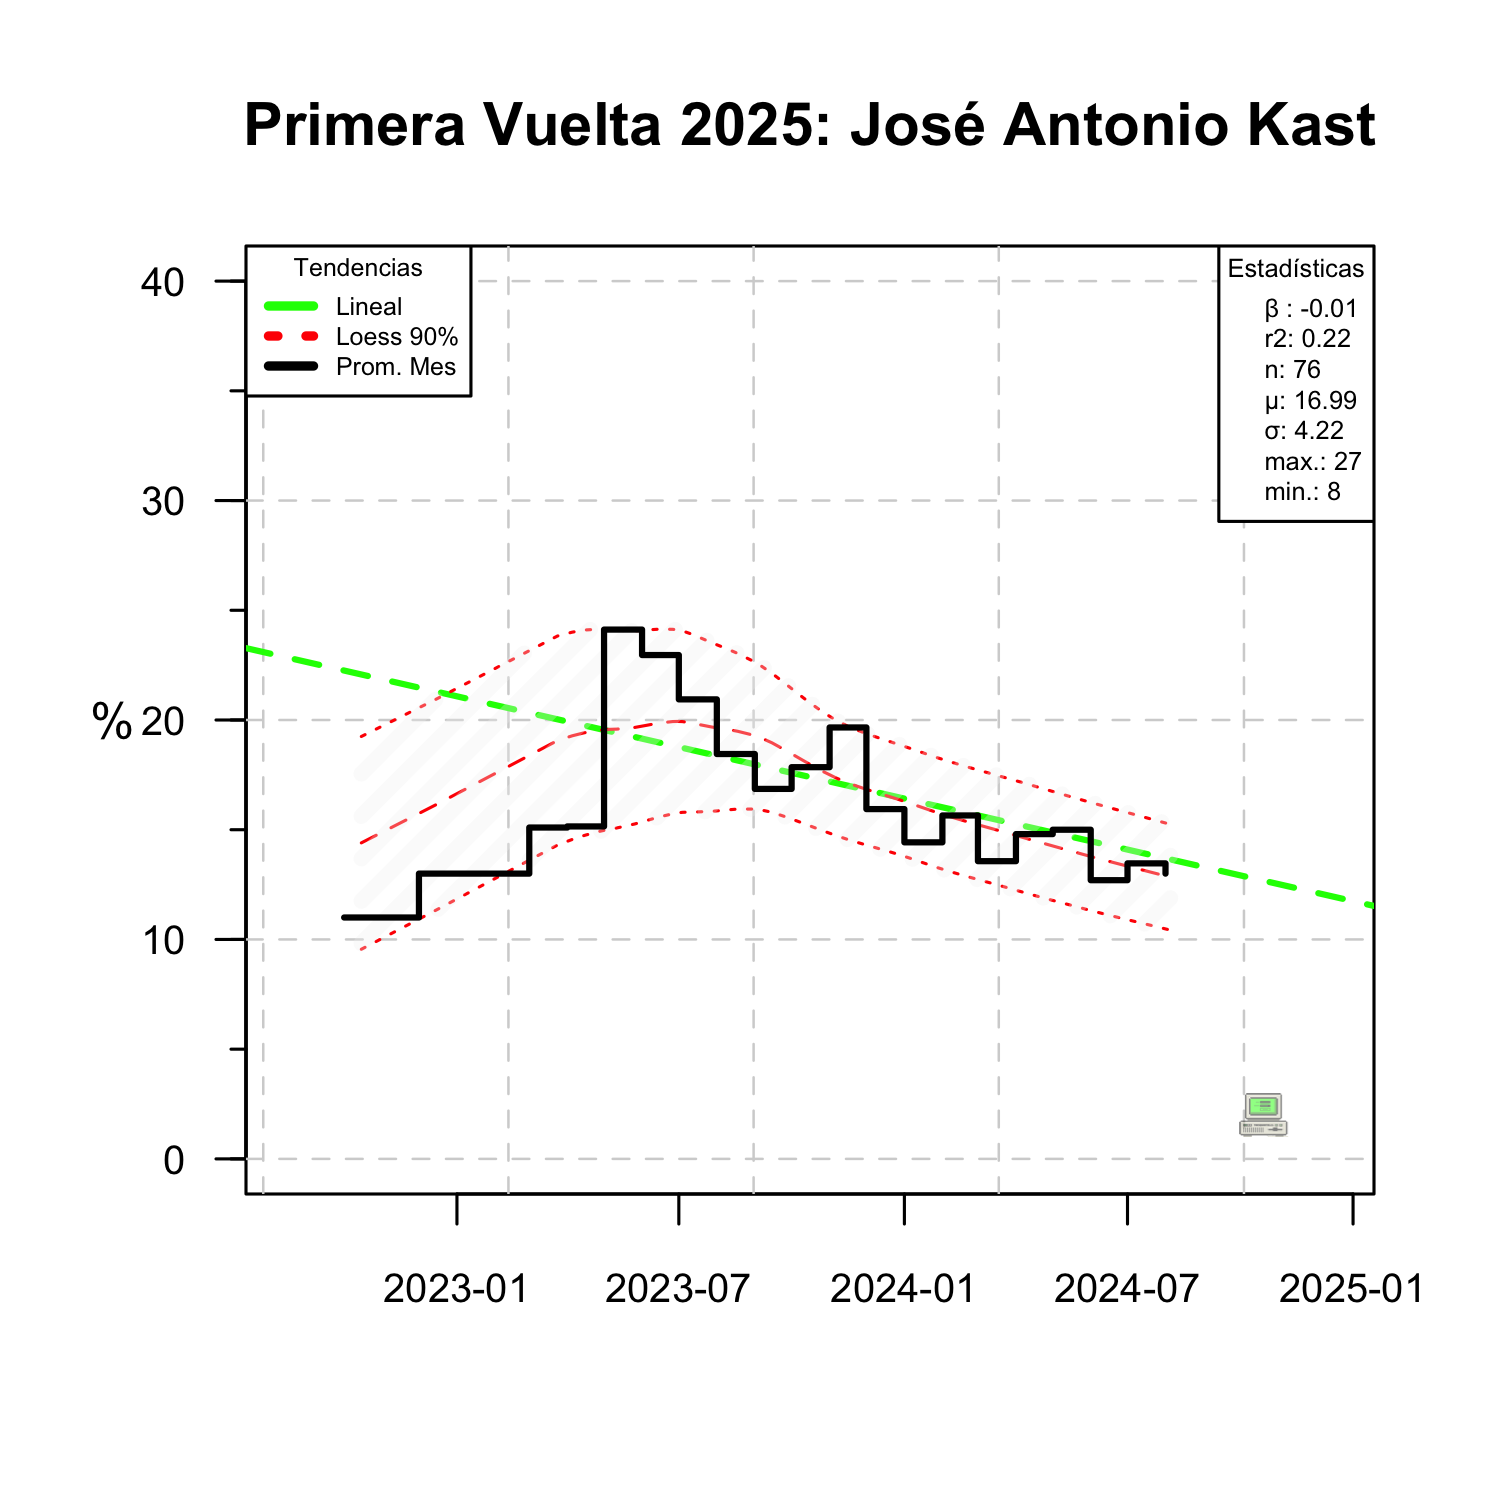 Primera Vuelta 2025: José Antonio Kast
Tendencias
Lineal
Loess 90%
Prom. Mes
Estadísticas
β : -0.01
r2: 0.22
n: 76
μ: 16.99
σ: 4.22
max.: 27
min.: 8
40
30
%
20
10
0
2023-01
2023-07
2024-01
2024-07
2025-01